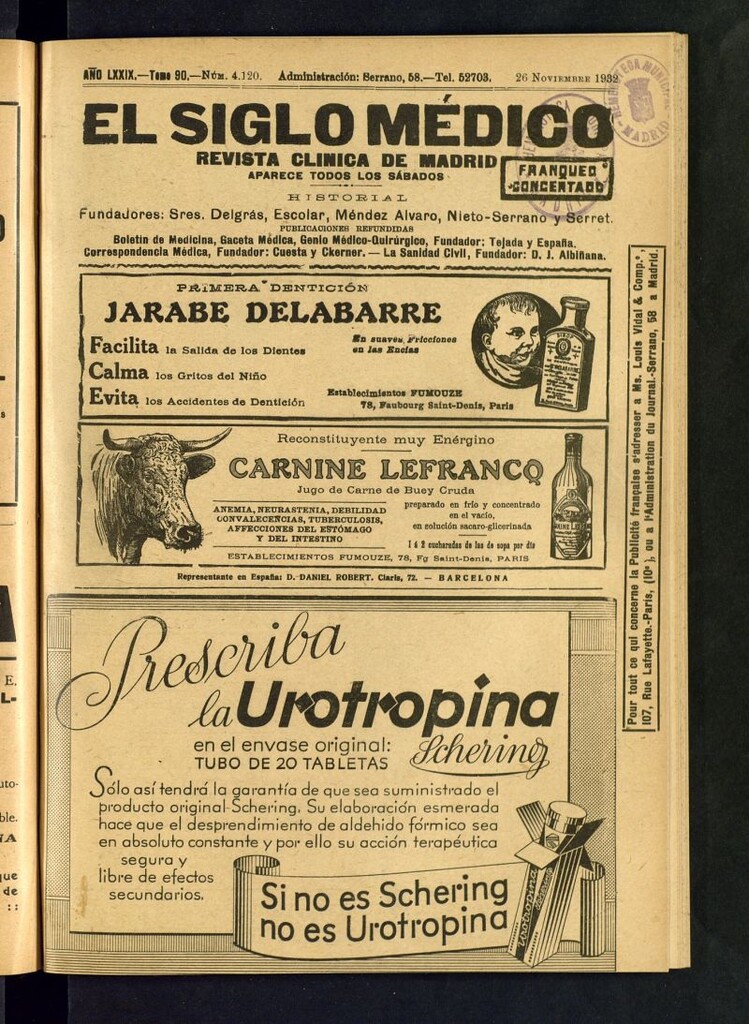 AÑO LXXIX.—Tomo 90.—Núm. 4.120. Administración: Serrano, 58.—Tel. 52703. 26 Noviembre 1932
EL SIGLO MÉDICO
REVISTA CLINICA DE MADRID
APARECE TODOS LOS SÁBADOS
FRANQUEO
CONCERTADO
HEMEROTECA MUNICIPAL
MADRID
HISTORIAL
Fundadores: Sres. Delgrás, Escolar, Méndez Alvaro, Nieto-Serrano y Serret.
PUBLICACIONES REFUNDIDAS
Boletín de Medicina, Gaceta Médica, Genio Médico-Quirúrgico, Fundador: Tejada y España.
Correspondencia Médica, Fundador: Cuesta y Ckerner. — La Sanidad Civil, Fundador: D. J. Albiñana.
PRIMERA DENTICIÓN
JARABE DELABARRE
Facilita la Salida de los Dientes
Calma los Gritos del Niño
Evita los Accidentes de Dentición
En suaves Fricciones
en las Encías
Establecimientos FUMOUZE
78, Faubourg Saint-Denis, Paris
Reconstituyente muy Enérgino
CARNINE LEFRANCQ
Jugo de Carne de Buey Cruda
ANEMIA, NEURASTENIA, DEBILIDAD
CONVALECENCIAS, TUBERCULOSIS,
AFFECCIONES DEL ESTÓMAGO
Y DEL INTESTINO
preparado en frío y concentrado
en el vacío,
en solución sacaro-glicerinada
1 á 2 cucharadas de las de sopa por día
ESTABLECIMIENTOS FUMOUZE, 78, Fg Saint-Denis, PARIS
Representante en España: D. DANIEL ROBERT. Claris, 72. — BARCELONA
Prescriba
la Urotropina
en el envase original:
TUBO DE 20 TABLETAS
Schering
Sólo así tendrá la garantía de que sea suministrado el
producto original Schering. Su elaboración esmerada
hace que el desprendimiento de aldehido fórmico sea
en absoluto constante y por ello su acción terapéutica
segura y
libre de efectos
secundarios.
Si no es Schering
no es Urotropina
Urotropina
Pour tout ce qui concerne la Publicité française s'adresser a Ms. Louis Vidal & Comp.ª,
107, Rue Lafayette.-Paris, (10e), ou a l'Administration du Journal.-Serrano, 58 a Madrid.